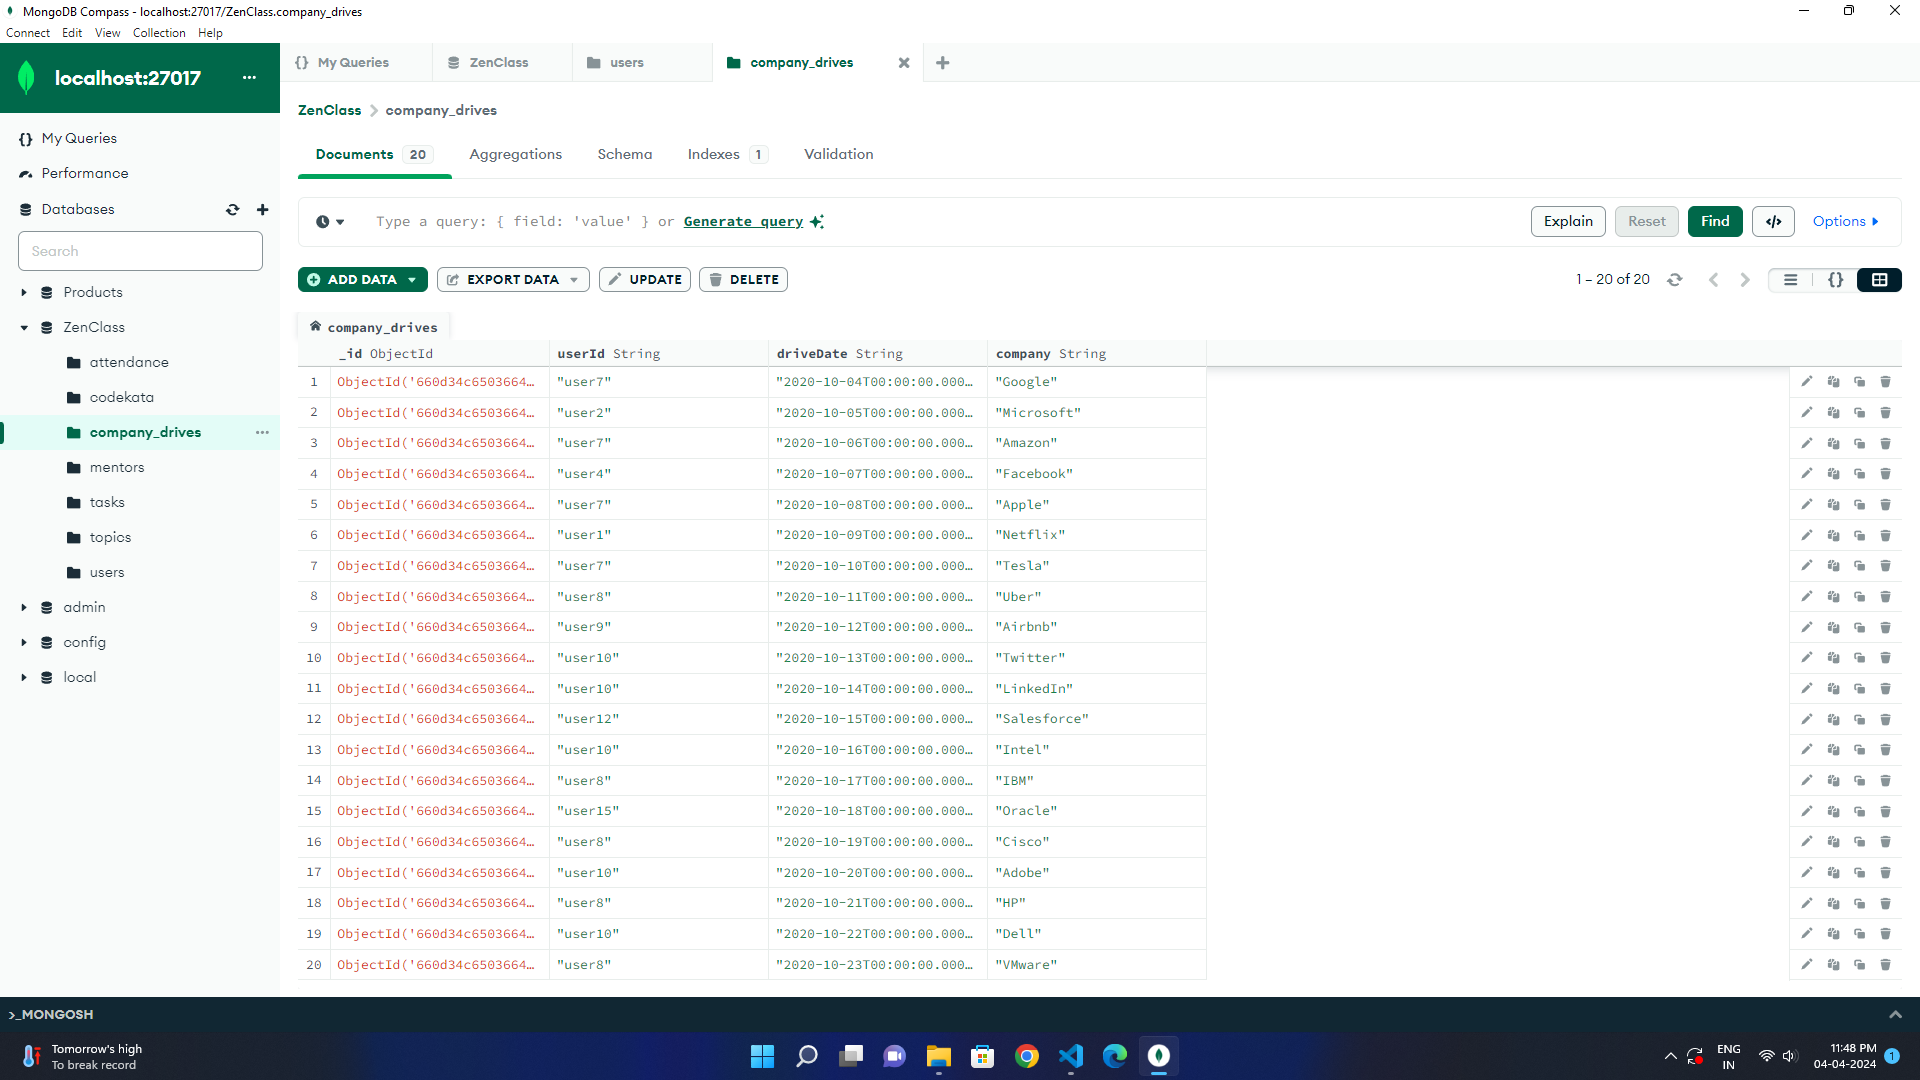 MongoDB Compass - localhost:27017/ZenClass.company_drives
Connect Edit View Collection Help
localhost:27017 ...
{} My Queries ZenClass users company_drives
ZenClass > company_drives
My Queries
Performance
Databases
Search
Products
ZenClass
attendance
codekata
company_drives ...
mentors
tasks
topics
users
admin
config
local
Documents 20 Aggregations Schema Indexes 1 Validation
Type a query: { field: 'value' } or Generate query
Explain Reset Find </> Options
ADD DATA EXPORT DATA UPDATE DELETE
1 – 20 of 20 {}
company_drives
_id ObjectId userId String driveDate String company String
1 ObjectId('660d34c6503664… "user7" "2020-10-04T00:00:00.000… "Google"
2 ObjectId('660d34c6503664… "user2" "2020-10-05T00:00:00.000… "Microsoft"
3 ObjectId('660d34c6503664… "user7" "2020-10-06T00:00:00.000… "Amazon"
4 ObjectId('660d34c6503664… "user4" "2020-10-07T00:00:00.000… "Facebook"
5 ObjectId('660d34c6503664… "user7" "2020-10-08T00:00:00.000… "Apple"
6 ObjectId('660d34c6503664… "user1" "2020-10-09T00:00:00.000… "Netflix"
7 ObjectId('660d34c6503664… "user7" "2020-10-10T00:00:00.000… "Tesla"
8 ObjectId('660d34c6503664… "user8" "2020-10-11T00:00:00.000… "Uber"
9 ObjectId('660d34c6503664… "user9" "2020-10-12T00:00:00.000… "Airbnb"
10 ObjectId('660d34c6503664… "user10" "2020-10-13T00:00:00.000… "Twitter"
11 ObjectId('660d34c6503664… "user10" "2020-10-14T00:00:00.000… "LinkedIn"
12 ObjectId('660d34c6503664… "user12" "2020-10-15T00:00:00.000… "Salesforce"
13 ObjectId('660d34c6503664… "user10" "2020-10-16T00:00:00.000… "Intel"
14 ObjectId('660d34c6503664… "user8" "2020-10-17T00:00:00.000… "IBM"
15 ObjectId('660d34c6503664… "user15" "2020-10-18T00:00:00.000… "Oracle"
16 ObjectId('660d34c6503664… "user8" "2020-10-19T00:00:00.000… "Cisco"
17 ObjectId('660d34c6503664… "user10" "2020-10-20T00:00:00.000… "Adobe"
18 ObjectId('660d34c6503664… "user8" "2020-10-21T00:00:00.000… "HP"
19 ObjectId('660d34c6503664… "user10" "2020-10-22T00:00:00.000… "Dell"
20 ObjectId('660d34c6503664… "user8" "2020-10-23T00:00:00.000… "VMware"
>_MONGOSH
Tomorrow's high
To break record
ENG
IN
11:48 PM
04-04-2024
1